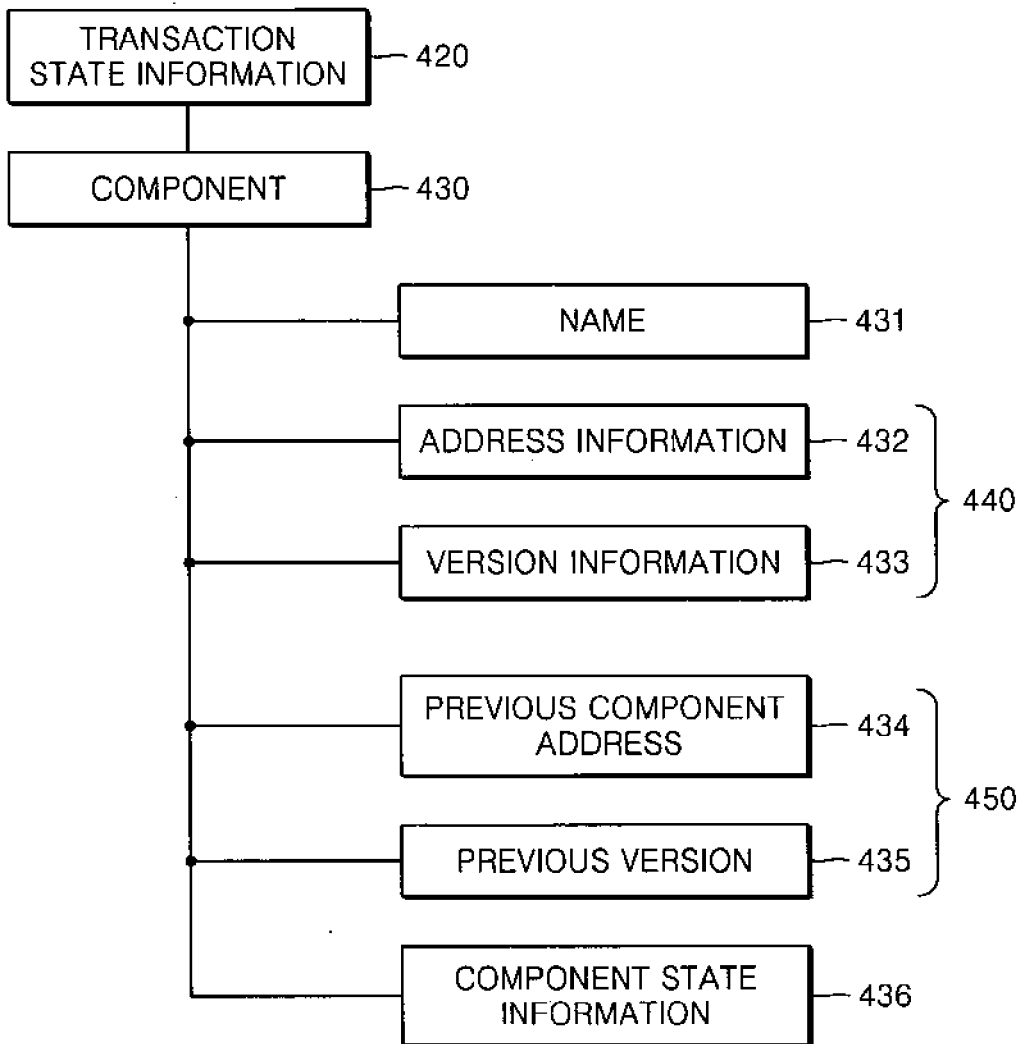 TRANSACTION
STATE INFORMATION
420
COMPONENT
430
NAME
431
ADDRESS INFORMATION
432
440
VERSION INFORMATION
433
PREVIOUS COMPONENT
ADDRESS
434
450
PREVIOUS VERSION
435
COMPONENT STATE
INFORMATION
436